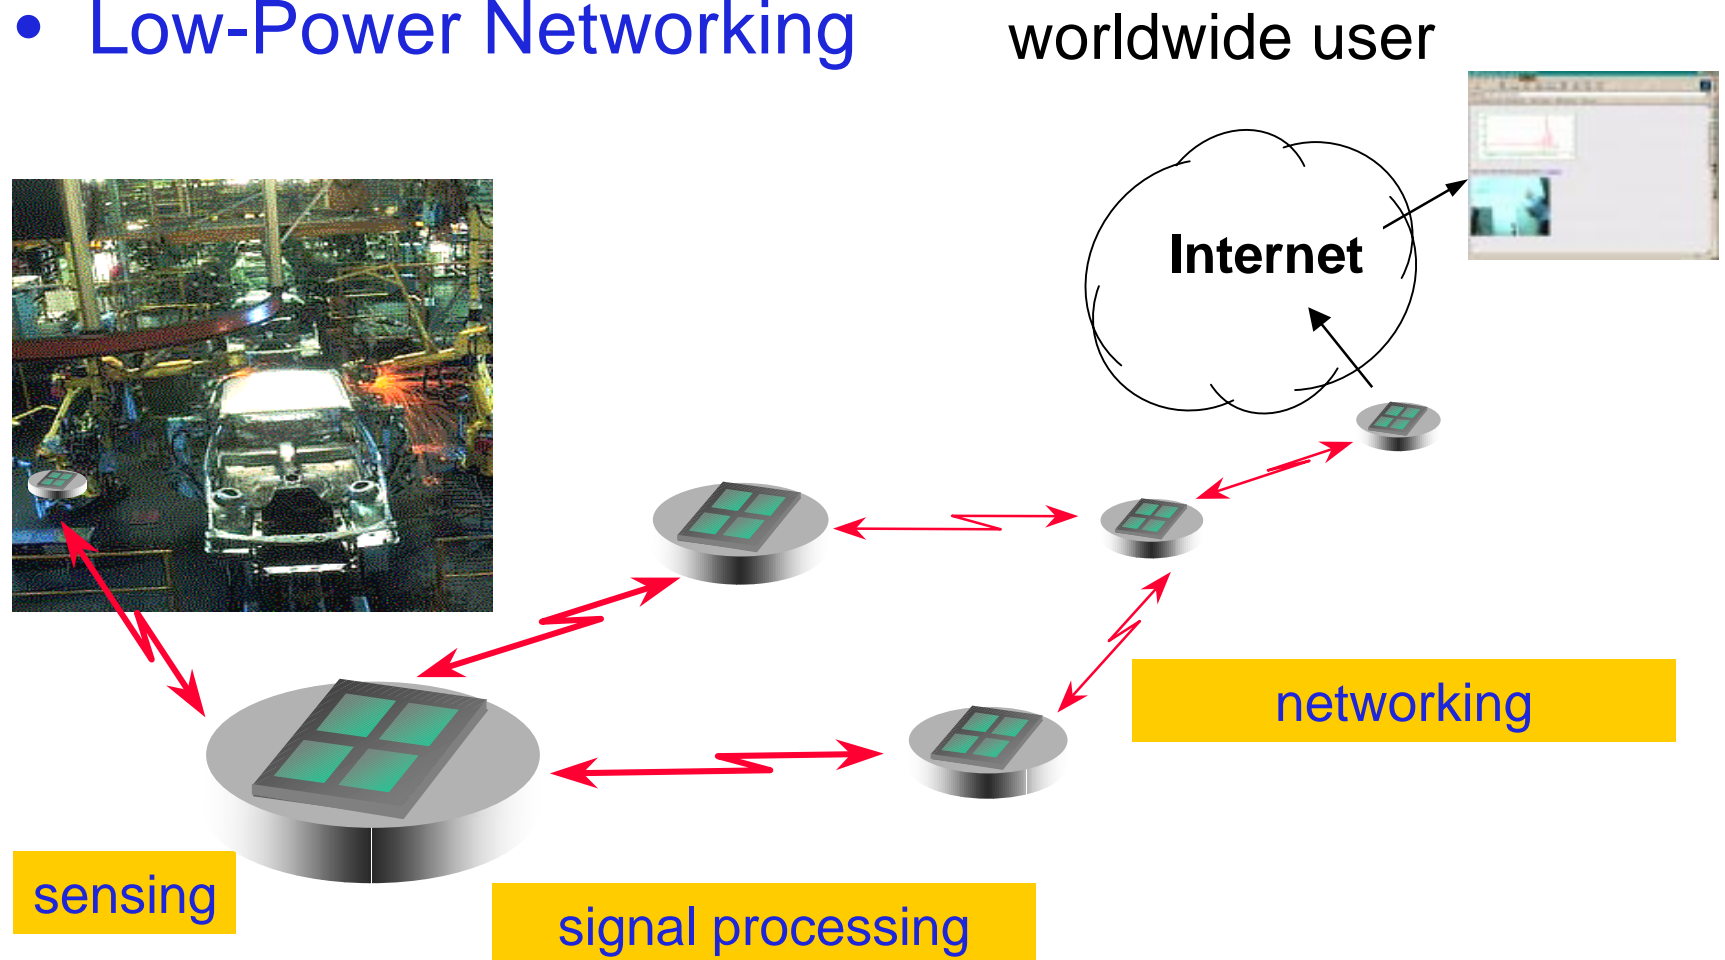 • Low-Power Networking
worldwide user
Internet
networking
sensing
signal processing